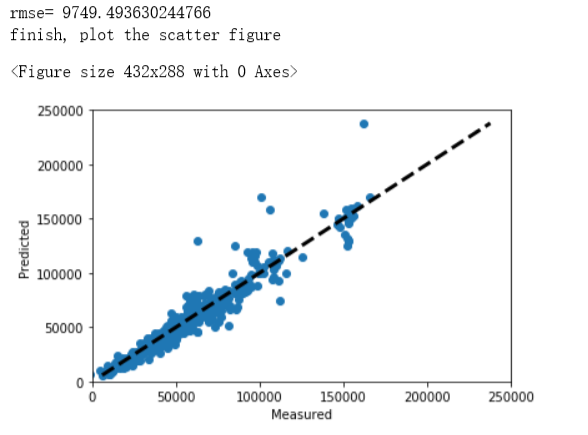 rmse= 9749.493630244766
finish, plot the scatter figure
<Figure size 432x288 with 0 Axes>
250000
200000
150000
100000
50000
0
Predicted
0 50000 100000 150000 200000 250000
Measured